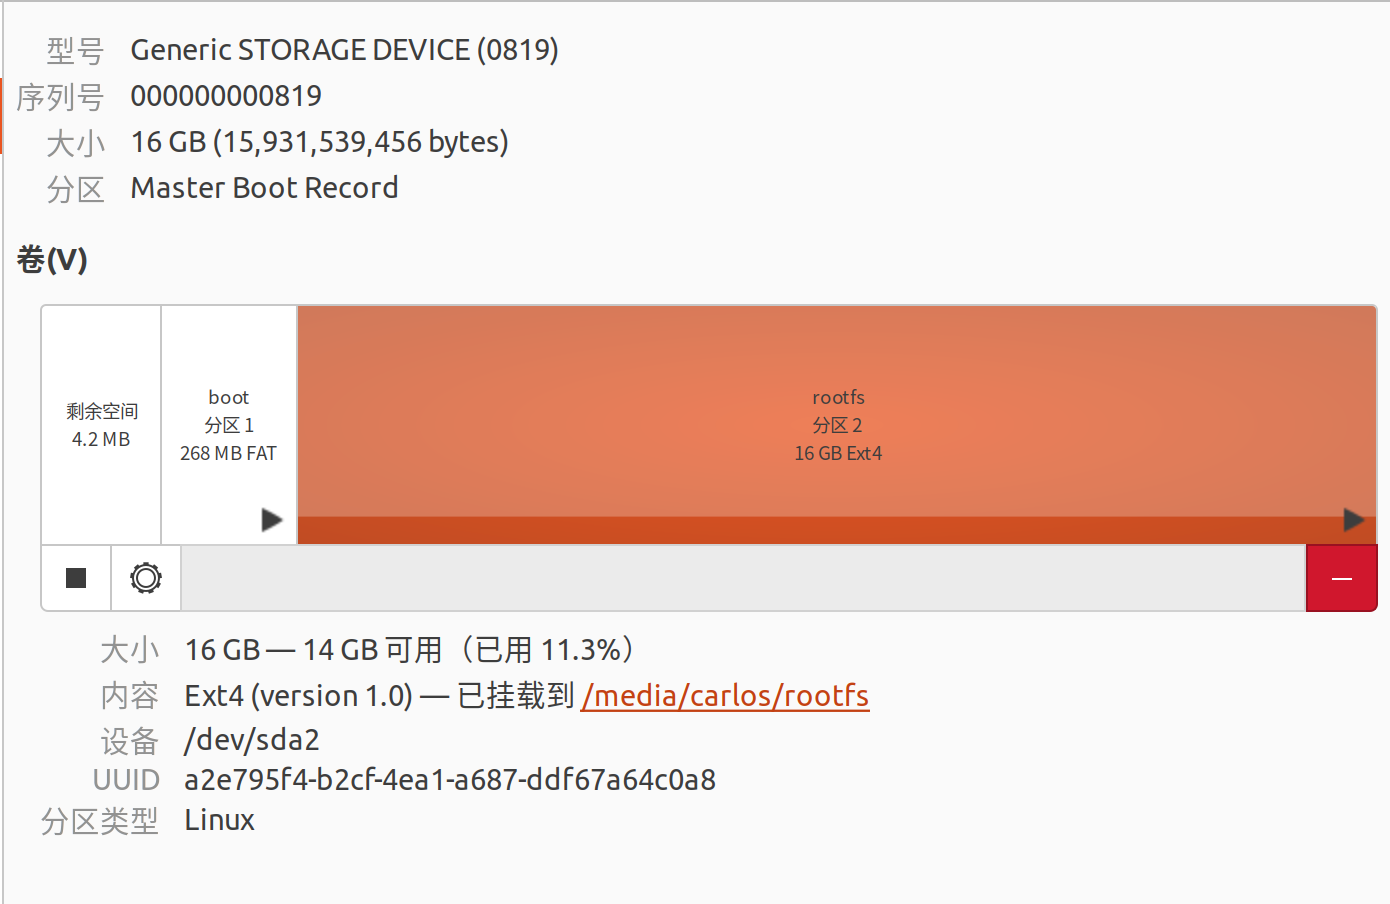 型号 Generic STORAGE DEVICE (0819)
序列号 000000000819
大小 16 GB (15,931,539,456 bytes)
分区 Master Boot Record
卷(V)
剩余空间
4.2 MB
boot
分区 1
268 MB FAT
rootfs
分区 2
16 GB Ext4
大小 16 GB — 14 GB 可用（已用 11.3%）
内容 Ext4 (version 1.0) — 已挂载到 /media/carlos/rootfs
设备 /dev/sda2
UUID a2e795f4-b2cf-4ea1-a687-ddf67a64c0a8
分区类型 Linux